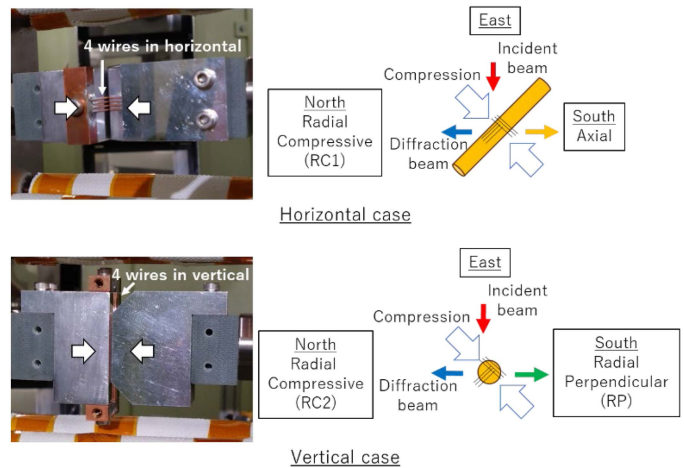 4 wires in horizontal
East
Incident
beam
Compression
North
Radial
Compressive
(RC1)
Diffraction
beam
South
Axial
Horizontal case
4 wires in vertical
East
Incident
beam
Compression
North
Radial
Compressive
(RC2)
Diffraction
beam
South
Radial
Perpendicular
(RP)
Vertical case